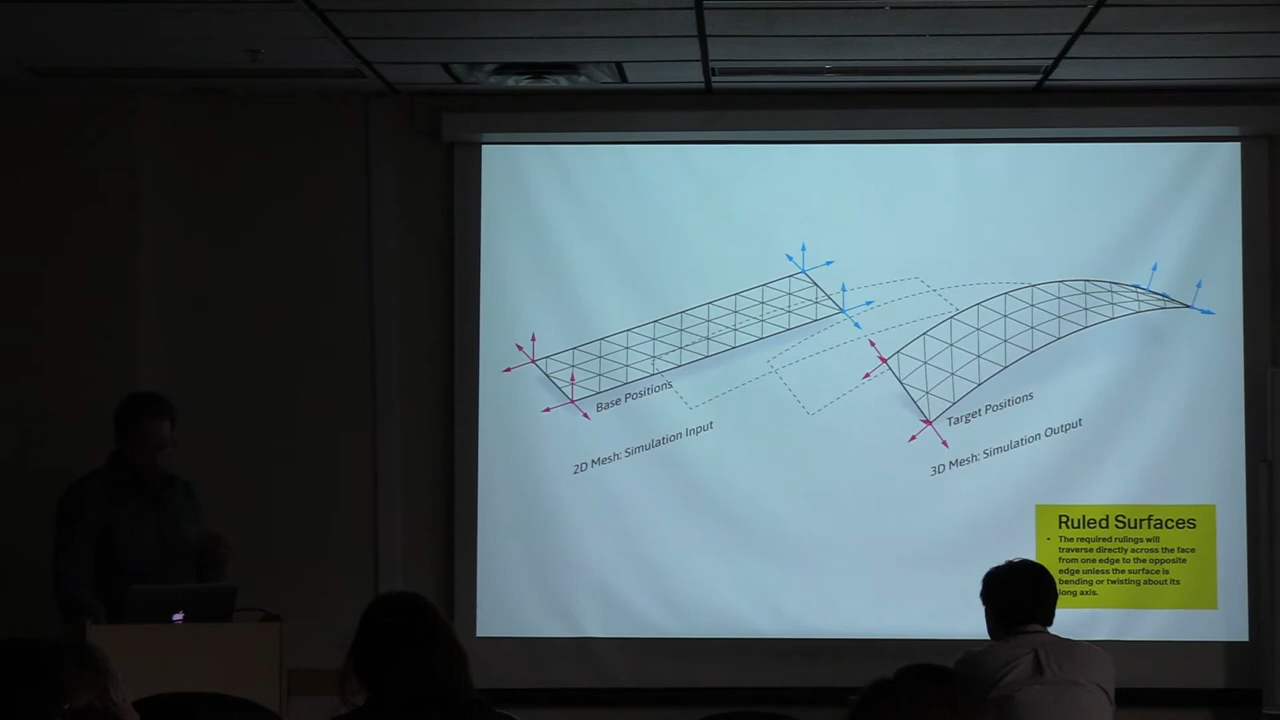 Base Positions
2D Mesh: Simulation Input
Target Positions
3D Mesh: Simulation Output
Ruled Surfaces
• The required rulings will
traverse directly across the face
from one edge to the opposite
edge unless the surface is
bending or twisting about its
long axis.